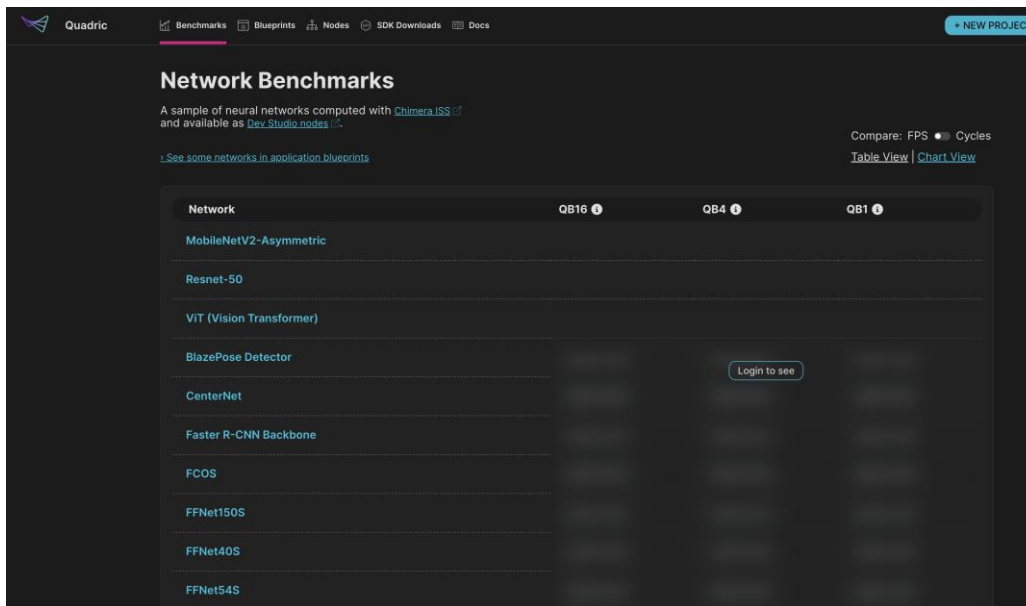 Quadric
Benchmarks Blueprints Nodes SDK Downloads Docs
+ NEW PROJEC
Network Benchmarks
A sample of neural networks computed with Chimera ISS
and available as Dev Studio nodes.
› See some networks in application blueprints
Compare: FPS Cycles
Table View | Chart View
Network QB16 QB4 QB1
MobileNetV2-Asymmetric
Resnet-50
ViT (Vision Transformer)
BlazePose Detector
Login to see
CenterNet
Faster R-CNN Backbone
FCOS
FFNet150S
FFNet40S
FFNet54S